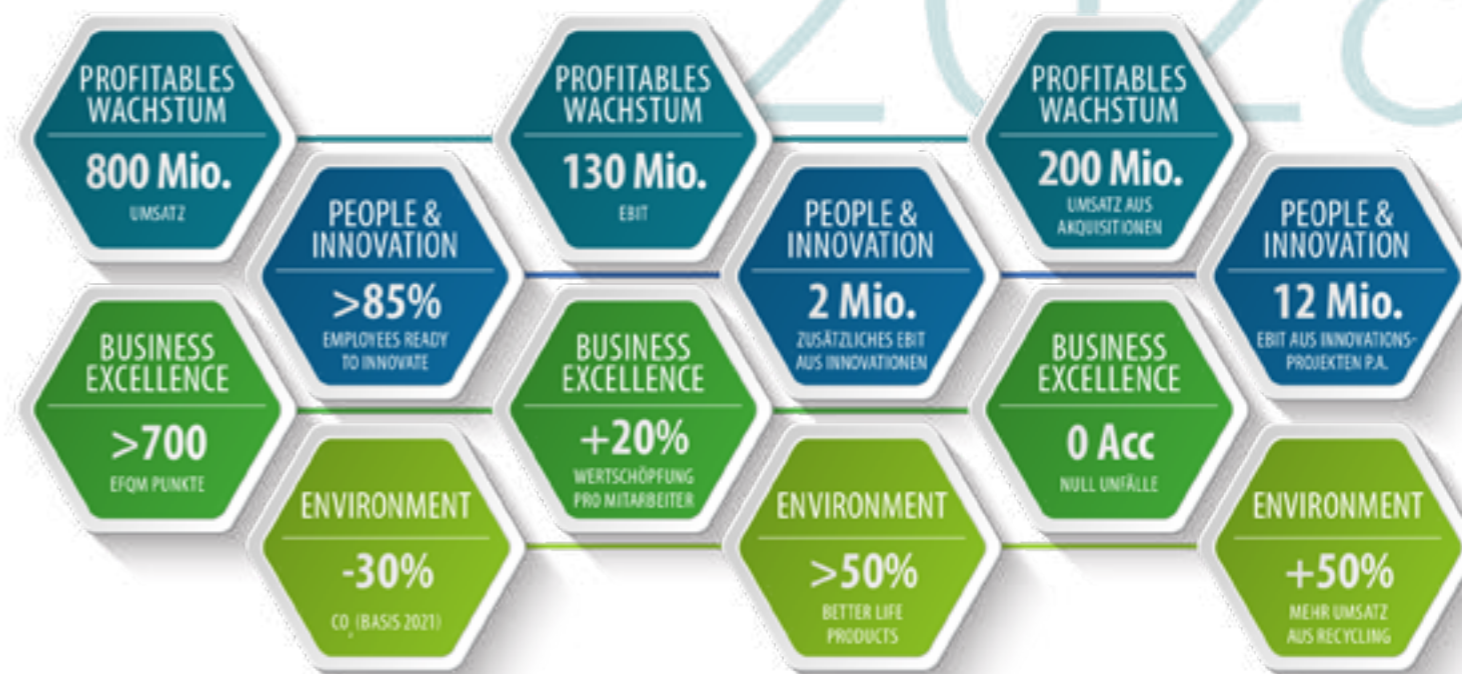 2028
PROFITABLES
WACHSTUM
800 Mio.
UMSATZ
PROFITABLES
WACHSTUM
130 Mio.
EBIT
PROFITABLES
WACHSTUM
200 Mio.
UMSATZ AUS
AKQUISITIONEN
PEOPLE &
INNOVATION
>85%
EMPLOYEES READY
TO INNOVATE
PEOPLE &
INNOVATION
2 Mio.
ZUSÄTZLICHES EBIT
AUS INNOVATIONEN
PEOPLE &
INNOVATION
12 Mio.
EBIT AUS INNOVATIONS-
PROJEKTEN P.A.
BUSINESS
EXCELLENCE
>700
EFQM PUNKTE
BUSINESS
EXCELLENCE
+20%
WERTSCHÖPFUNG
PRO MITARBEITER
BUSINESS
EXCELLENCE
0 Acc
NULL UNFÄLLE
ENVIRONMENT
-30%
CO₂ (BASIS 2021)
ENVIRONMENT
>50%
BETTER LIFE
PRODUCTS
ENVIRONMENT
+50%
MEHR UMSATZ
AUS RECYCLING